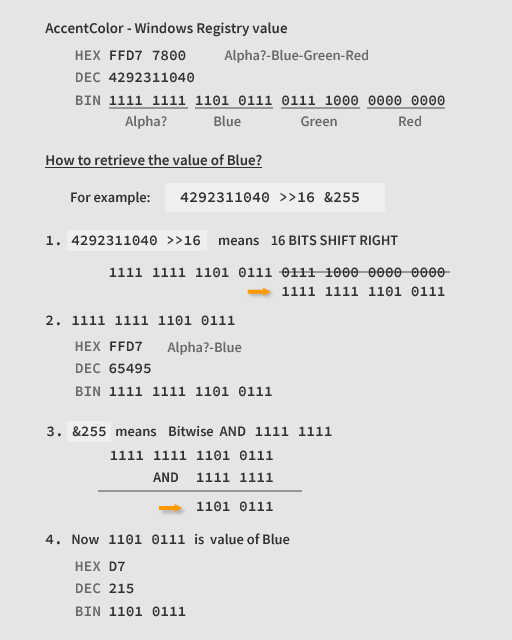 AccentColor - Windows Registry value
HEX FFD7 7800 Alpha?-Blue-Green-Red
DEC 4292311040
BIN 1111 1111 1101 0111 0111 1000 0000 0000
Alpha? Blue Green Red
How to retrieve the value of Blue?
For example: 4292311040 >>16 &255
1. 4292311040 >>16 means 16 BITS SHIFT RIGHT
1111 1111 1101 0111 0111 1000 0000 0000
1111 1111 1101 0111
2. 1111 1111 1101 0111
HEX FFD7 Alpha?-Blue
DEC 65495
BIN 1111 1111 1101 0111
3. &255 means Bitwise AND 1111 1111
1111 1111 1101 0111
AND 1111 1111
1101 0111
4. Now 1101 0111 is value of Blue
HEX D7
DEC 215
BIN 1101 0111